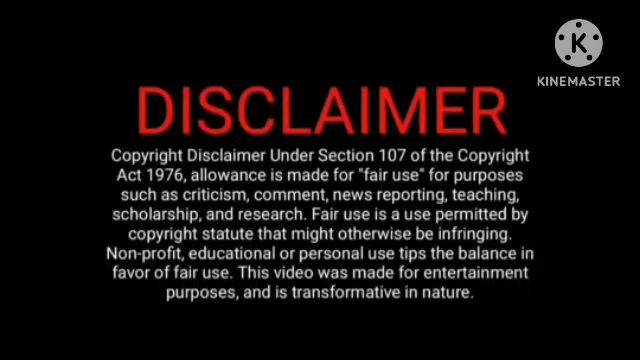 KINEMASTER
DISCLAIMER
Copyright Disclaimer Under Section 107 of the Copyright
Act 1976, allowance is made for "fair use" for purposes
such as criticism, comment, news reporting, teaching,
scholarship, and research. Fair use is a use permitted by
copyright statute that might otherwise be infringing.
Non-profit, educational or personal use tips the balance in
favor of fair use. This video was made for entertainment
purposes, and is transformative in nature.